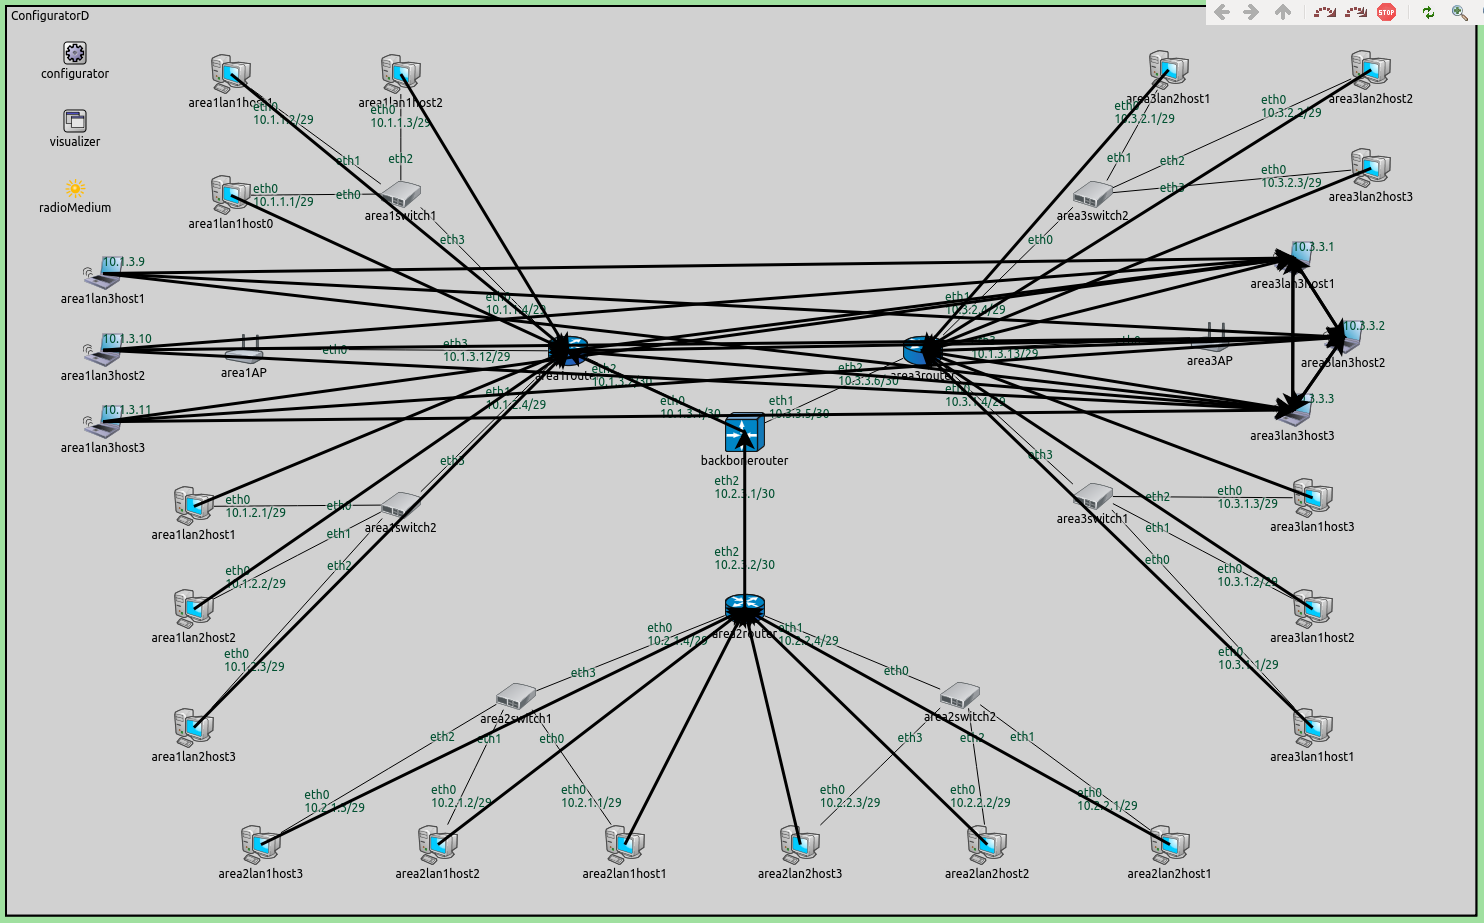 ConfiguratorD
STOP
configurator
visualizer
radioMedium
area1lan1host1
eth0
10.1.1.2/29
area1lan1host2
eth0
10.1.1.3/29
eth1
eth2
area1lan1host0
eth0
10.1.1.1/29
eth0
area1switch1
eth3
area3lan2host1
eth0
10.3.2.1/29
area3lan2host2
eth0
10.3.2.2/29
eth1
eth2
area3lan2host3
eth0
10.3.2.3/29
eth3
area3switch2
eth0
10.1.3.9
area1lan3host1
10.1.3.10
area1lan3host2
10.1.3.11
area1lan3host3
area1AP
eth0
eth3
10.1.3.12/29
eth0
10.1.1.4/29
area1router
eth2
10.1.3.2/30
eth1
10.1.2.4/29
eth1
10.3.2.4/29
area3router
10.1.3.13/29
eth0
area3AP
eth2
10.3.3.6/30
eth0
10.3.1.4/29
10.3.3.1
area3lan3host1
10.3.3.2
area3lan3host2
3.3.3
area3lan3host3
eth0
10.1.3.1/30
eth1
10.3.3.5/30
backbonerouter
eth2
10.2.3.1/30
eth2
10.2.3.2/30
area2router
eth3
area1switch2
eth0
eth1
eth2
area1lan2host1
eth0
10.1.2.1/29
area1lan2host2
eth0
10.1.2.2/29
area1lan2host3
eth0
10.1.2.3/29
eth3
area3switch1
eth2
eth1
eth0
eth0
10.3.1.3/29
area3lan1host3
eth0
10.3.1.2/29
area3lan1host2
eth0
10.3.1.1/29
area3lan1host1
eth0
10.2.1.4/29
eth1
10.2.2.4/29
eth3
area2switch1
eth2
eth1
eth0
eth0
area2switch2
eth3
eth2
eth1
eth0
10.2.1.3/29
eth0
10.2.1.2/29
eth0
10.2.1.1/29
eth0
10.2.2.3/29
eth0
10.2.2.2/29
eth0
10.2.2.1/29
area2lan1host3
area2lan1host2
area2lan1host1
area2lan2host3
area2lan2host2
area2lan2host1